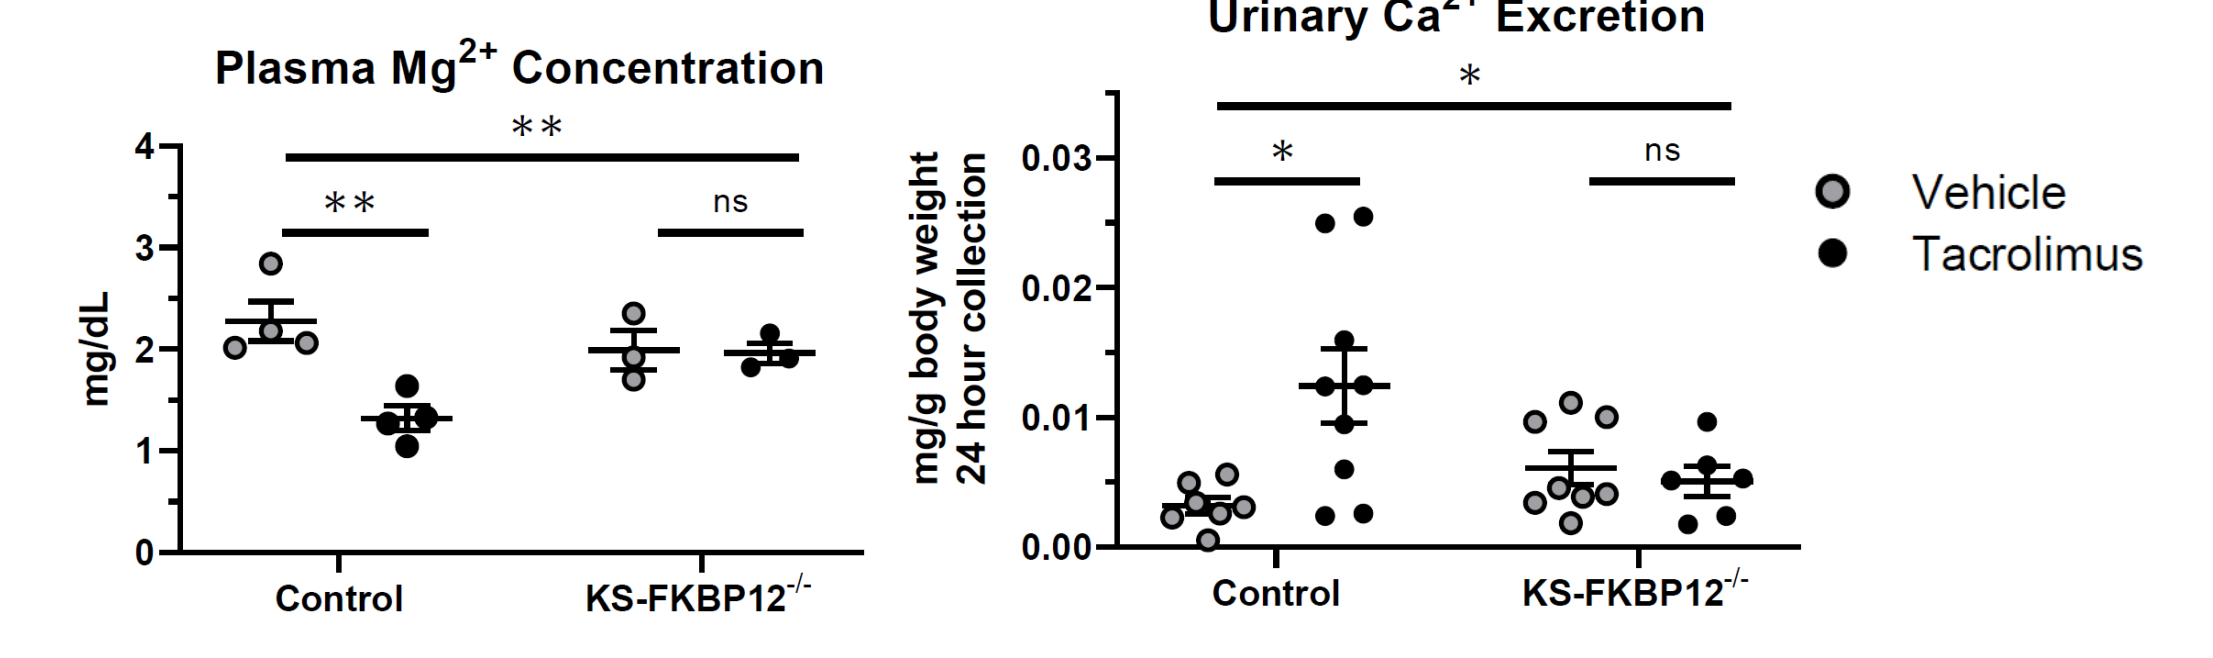 Plasma Mg²⁺ Concentration
**
**
ns
4
3
2
1
0
mg/dL
Control
KS-FKBP12⁻/⁻
Urinary Ca²⁺ Excretion
*
*
ns
mg/g body weight
24 hour collection
0.03
0.02
0.01
0.00
Control
KS-FKBP12⁻/⁻
Vehicle
Tacrolimus